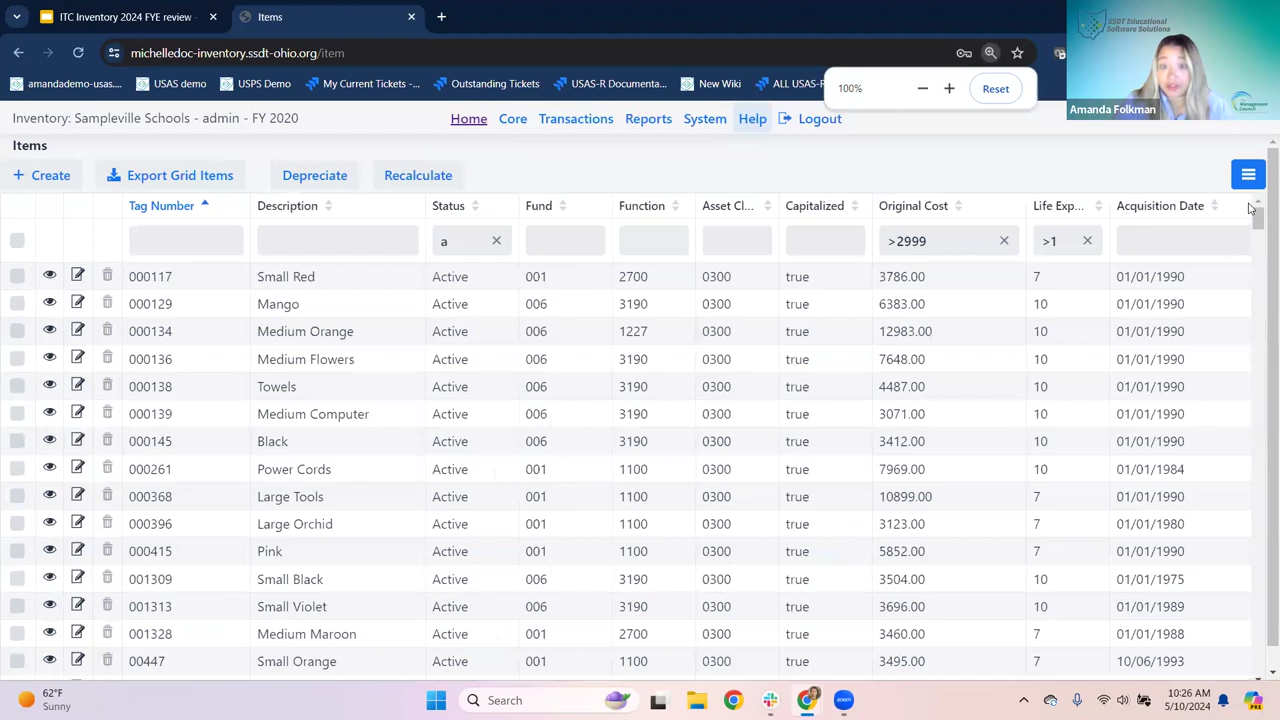 ITC Inventory 2024 FYE review -
Items
michelledoc-inventory.ssdt-ohio.org/item
amandademo-usas....
USAS demo
USPS Demo
My Current Tickets -...
Outstanding Tickets
USAS-R Documenta...
New Wiki
ALL USAS-R
100%
Reset
SSDT Educational
Software Solutions
Management
Council
Amanda Folkman
Inventory: Sampleville Schools - admin - FY 2020
Home Core Transactions Reports System Help Logout
Items
+ Create Export Grid Items Depreciate Recalculate
Tag Number Description Status Fund Function Asset Cl... Capitalized Original Cost Life Exp... Acquisition Date
a >2999 >1
000117 Small Red Active 001 2700 0300 true 3786.00 7 01/01/1990
000129 Mango Active 006 3190 0300 true 6383.00 10 01/01/1990
000134 Medium Orange Active 006 1227 0300 true 12983.00 10 01/01/1990
000136 Medium Flowers Active 006 3190 0300 true 7648.00 10 01/01/1990
000138 Towels Active 006 3190 0300 true 4487.00 10 01/01/1990
000139 Medium Computer Active 006 3190 0300 true 3071.00 10 01/01/1990
000145 Black Active 006 3190 0300 true 3412.00 10 01/01/1990
000261 Power Cords Active 001 1100 0300 true 7969.00 10 01/01/1984
000368 Large Tools Active 001 1100 0300 true 10899.00 7 01/01/1990
000396 Large Orchid Active 001 1100 0300 true 3123.00 7 01/01/1980
000415 Pink Active 001 1100 0300 true 5852.00 7 01/01/1990
001309 Small Black Active 006 3190 0300 true 3504.00 10 01/01/1975
001313 Small Violet Active 006 3190 0300 true 3696.00 10 01/01/1989
001328 Medium Maroon Active 001 2700 0300 true 3460.00 7 01/01/1988
00447 Small Orange Active 001 1100 0300 true 3495.00 7 10/06/1993
62°F
Sunny
Search
10:26 AM
5/10/2024
PRE